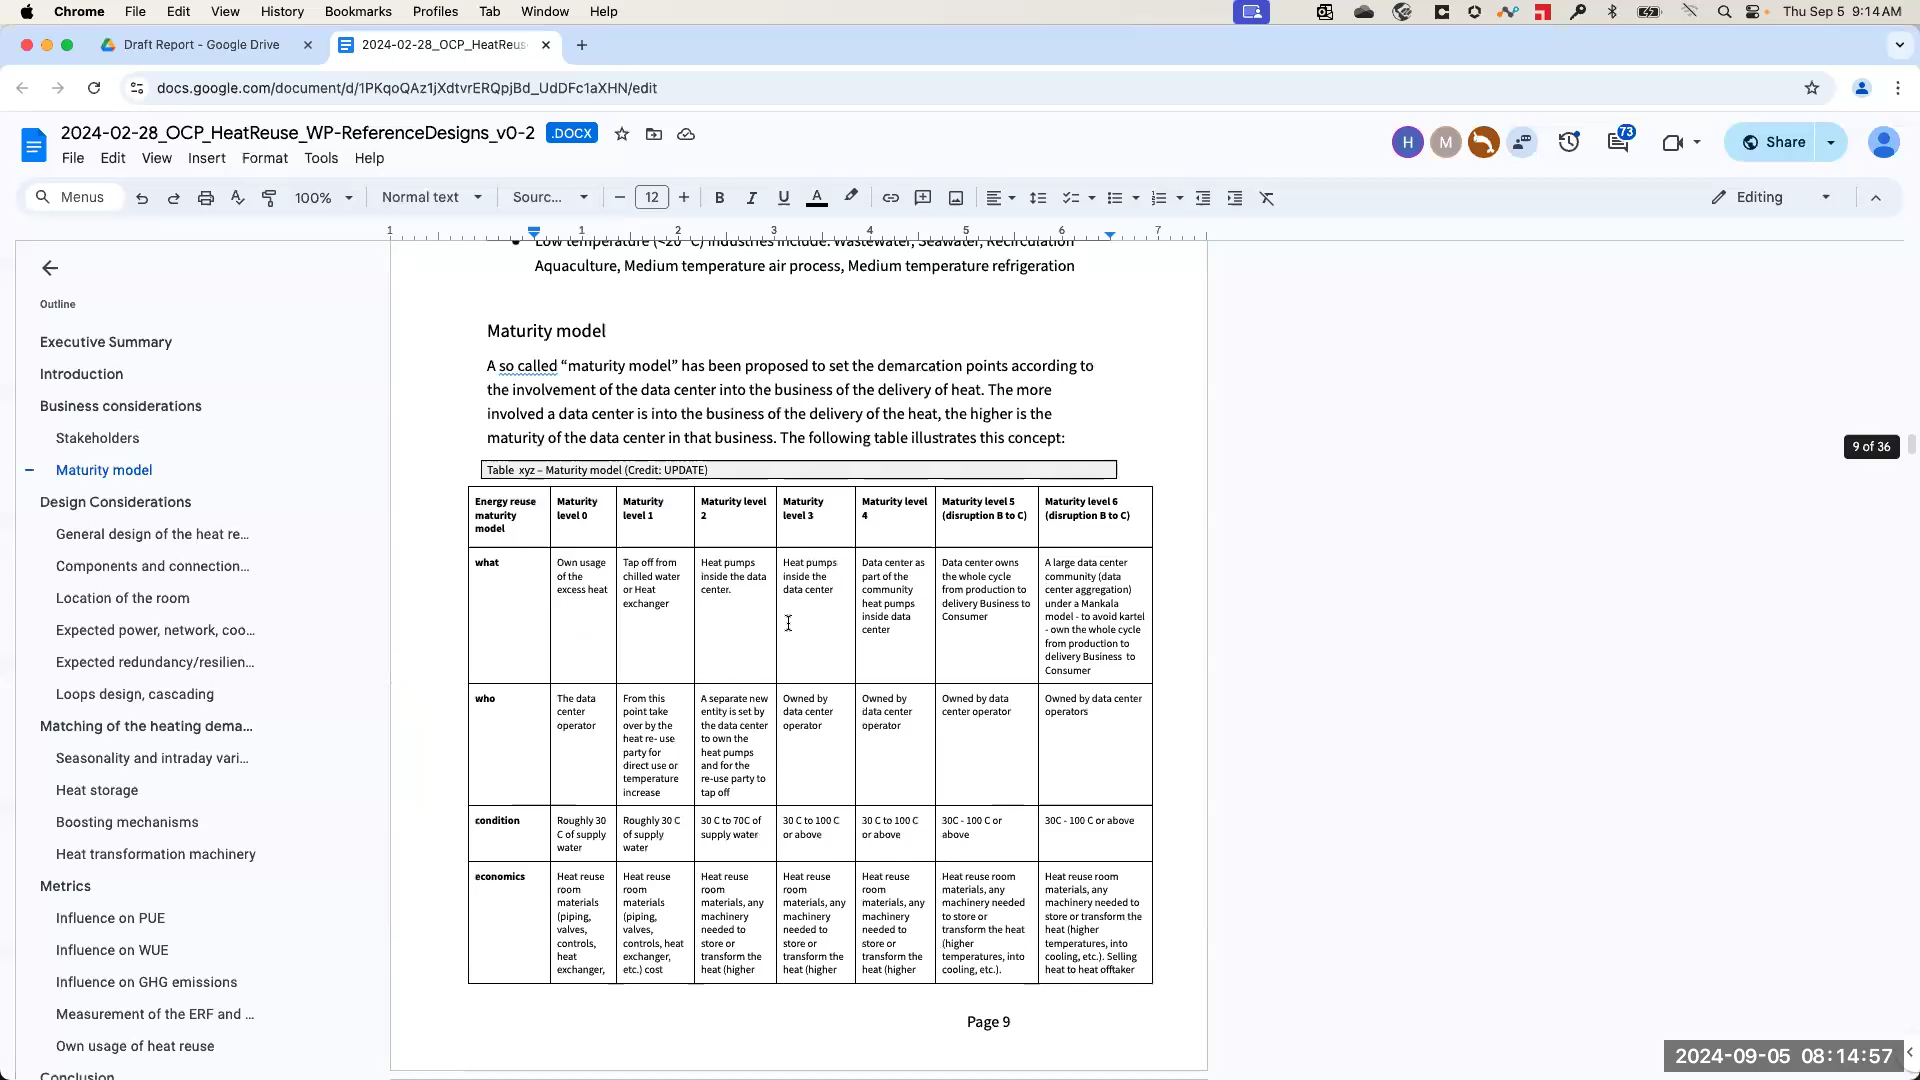 Chrome File Edit View History Bookmarks Profiles Tab Window Help Thu Sep 5 9:14 AM
Draft Report - Google Drive 2024-02-28_OCP_HeatReus
docs.google.com/document/d/1PKqoQAz1jXdtvrERQpjBd_UdDFc1aXHN/edit
2024-02-28_OCP_HeatReuse_WP-ReferenceDesigns_v0-2 .DOCX
H M 73 Share
File Edit View Insert Format Tools Help
Menus 100% Normal text Sourc... 12 B I U A Editing
1 1 2 3 4 5 6 7
Outline
Executive Summary
Introduction
Business considerations
Stakeholders
Maturity model
Design Considerations
General design of the heat re...
Components and connection...
Location of the room
Expected power, network, coo...
Expected redundancy/resilien...
Loops design, cascading
Matching of the heating dema...
Seasonality and intraday vari...
Heat storage
Boosting mechanisms
Heat transformation machinery
Metrics
Influence on PUE
Influence on WUE
Influence on GHG emissions
Measurement of the ERF and ...
Own usage of heat reuse
Conclusion
Low temperature (<20 °C) industries include: Wastewater, Seawater, Recirculation
Aquaculture, Medium temperature air process, Medium temperature refrigeration
Maturity model
A so called “maturity model” has been proposed to set the demarcation points according to
the involvement of the data center into the business of the delivery of heat. The more
involved a data center is into the business of the delivery of the heat, the higher is the
maturity of the data center in that business. The following table illustrates this concept:
Table xyz – Maturity model (Credit: UPDATE)
Energy reuse
maturity
model
Maturity
level 0
Maturity
level 1
Maturity level
2
Maturity
level 3
Maturity level
4
Maturity level 5
(disruption B to C)
Maturity level 6
(disruption B to C)
what
Own usage
of the
excess heat
Tap off from
chilled water
or Heat
exchanger
Heat pumps
inside the data
center.
Heat pumps
inside the
data center
Data center as
part of the
community
heat pumps
inside data
center
Data center owns
the whole cycle
from production to
delivery Business to
Consumer
A large data center
community (data
center aggregation)
under a Mankala
model - to avoid kartel
- own the whole cycle
from production to
delivery Business to
Consumer
who
The data
center
operator
From this
point take
over by the
heat re- use
party for
direct use or
temperature
increase
A separate new
entity is set by
the data center
to own the
heat pumps
and for the
re-use party to
tap off
Owned by
data center
operator
Owned by
data center
operator
Owned by data
center operator
Owned by data center
operators
condition
Roughly 30
C of supply
water
Roughly 30 C
of supply
water
30 C to 70C of
supply water
30 C to 100 C
or above
30 C to 100 C
or above
30C - 100 C or
above
30C - 100 C or above
economics
Heat reuse
room
materials
(piping,
valves,
controls,
heat
exchanger,
Heat reuse
room
materials
(piping,
valves,
controls, heat
exchanger,
etc.) cost
Heat reuse
room
materials, any
machinery
needed to
store or
transform the
heat (higher
Heat reuse
room
materials, any
machinery
needed to
store or
transform the
heat (higher
Heat reuse
room
materials, any
machinery
needed to
store or
transform the
heat (higher
Heat reuse room
materials, any
machinery needed
to store or
transform the heat
(higher
temperatures, into
cooling, etc.).
Heat reuse room
materials, any
machinery needed to
store or transform the
heat (higher
temperatures, into
cooling, etc.). Selling
heat to heat offtaker
Page 9
9 of 36
2024-09-05 08:14:57